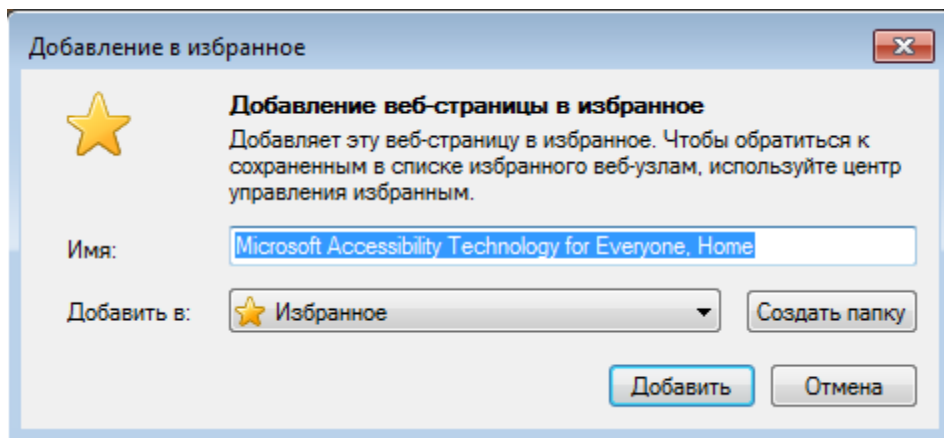 Добавление в избранное
Добавление веб-страницы в избранное
Добавляет эту веб-страницу в избранное. Чтобы обратиться к
сохраненным в списке избранного веб-узлам, используйте центр
управления избранным.
Имя: Microsoft Accessibility Technology for Everyone, Home
Добавить в: Избранное Создать папку
Добавить Отмена